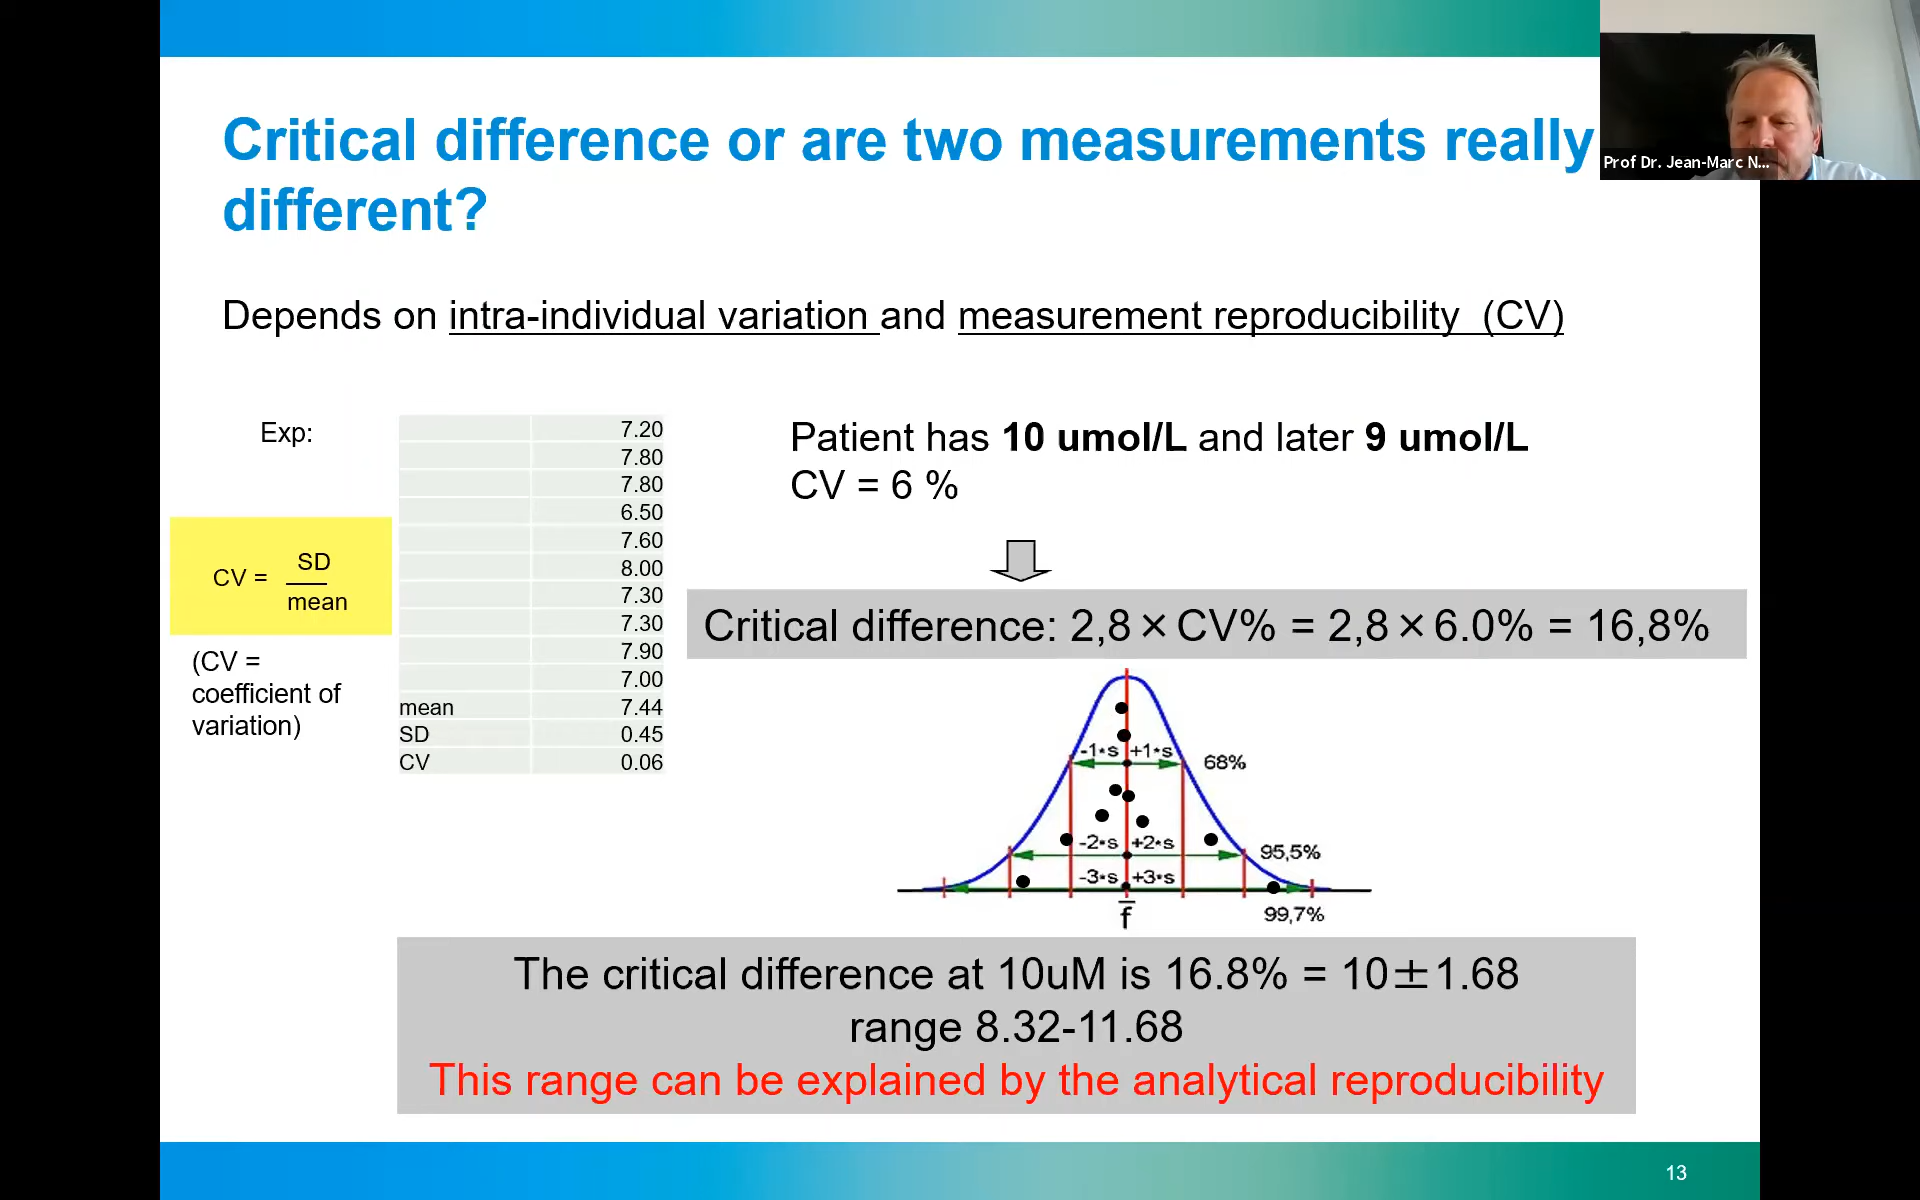 Critical difference or are two measurements really
different?
Prof Dr. Jean-Marc N...
Depends on intra-individual variation and measurement reproducibility (CV)
Exp:
7.20
7.80
7.80
6.50
7.60
8.00
7.30
7.30
7.90
7.00
mean 7.44
SD 0.45
CV 0.06
CV = SD
mean
(CV =
coefficient of
variation)
Patient has 10 umol/L and later 9 umol/L
CV = 6 %
Critical difference: 2,8×CV% = 2,8×6.0% = 16,8%
-1*s +1*s 68%
-2*s +2*s 95,5%
-3*s +3*s
f̅ 99,7%
The critical difference at 10uM is 16.8% = 10±1.68
range 8.32-11.68
This range can be explained by the analytical reproducibility
13